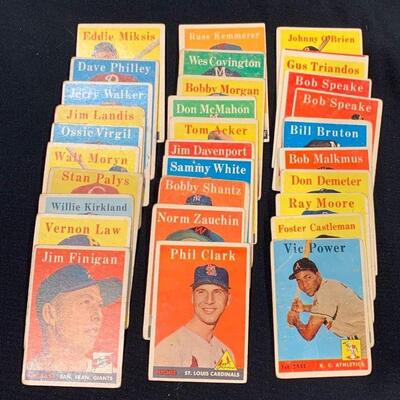 Eddie Miksis
Dave Philley
Jerry Walker
Jim Landis
Ossie Virgil
Walt Moryn
Stan Palys
Willie Kirkland
Vernon Law
Jim Finigan
SAN. FRAN. GIANTS
Russ Kemmerer
Wes Covington
Bobby Morgan
Don McMahon
Tom Acker
Jim Davenport
Sammy White
Bobby Shantz
Norm Zauchin
Phil Clark
PITCHER
ST. LOUIS CARDINALS
Johnny O'Brien
Gus Triandos
Bob Speake
Bob Speake
Bill Bruton
Bob Malkmus
Don Demeter
Ray Moore
Foster Castleman
Vic Power
1st BASE
K. C. ATHLETICS